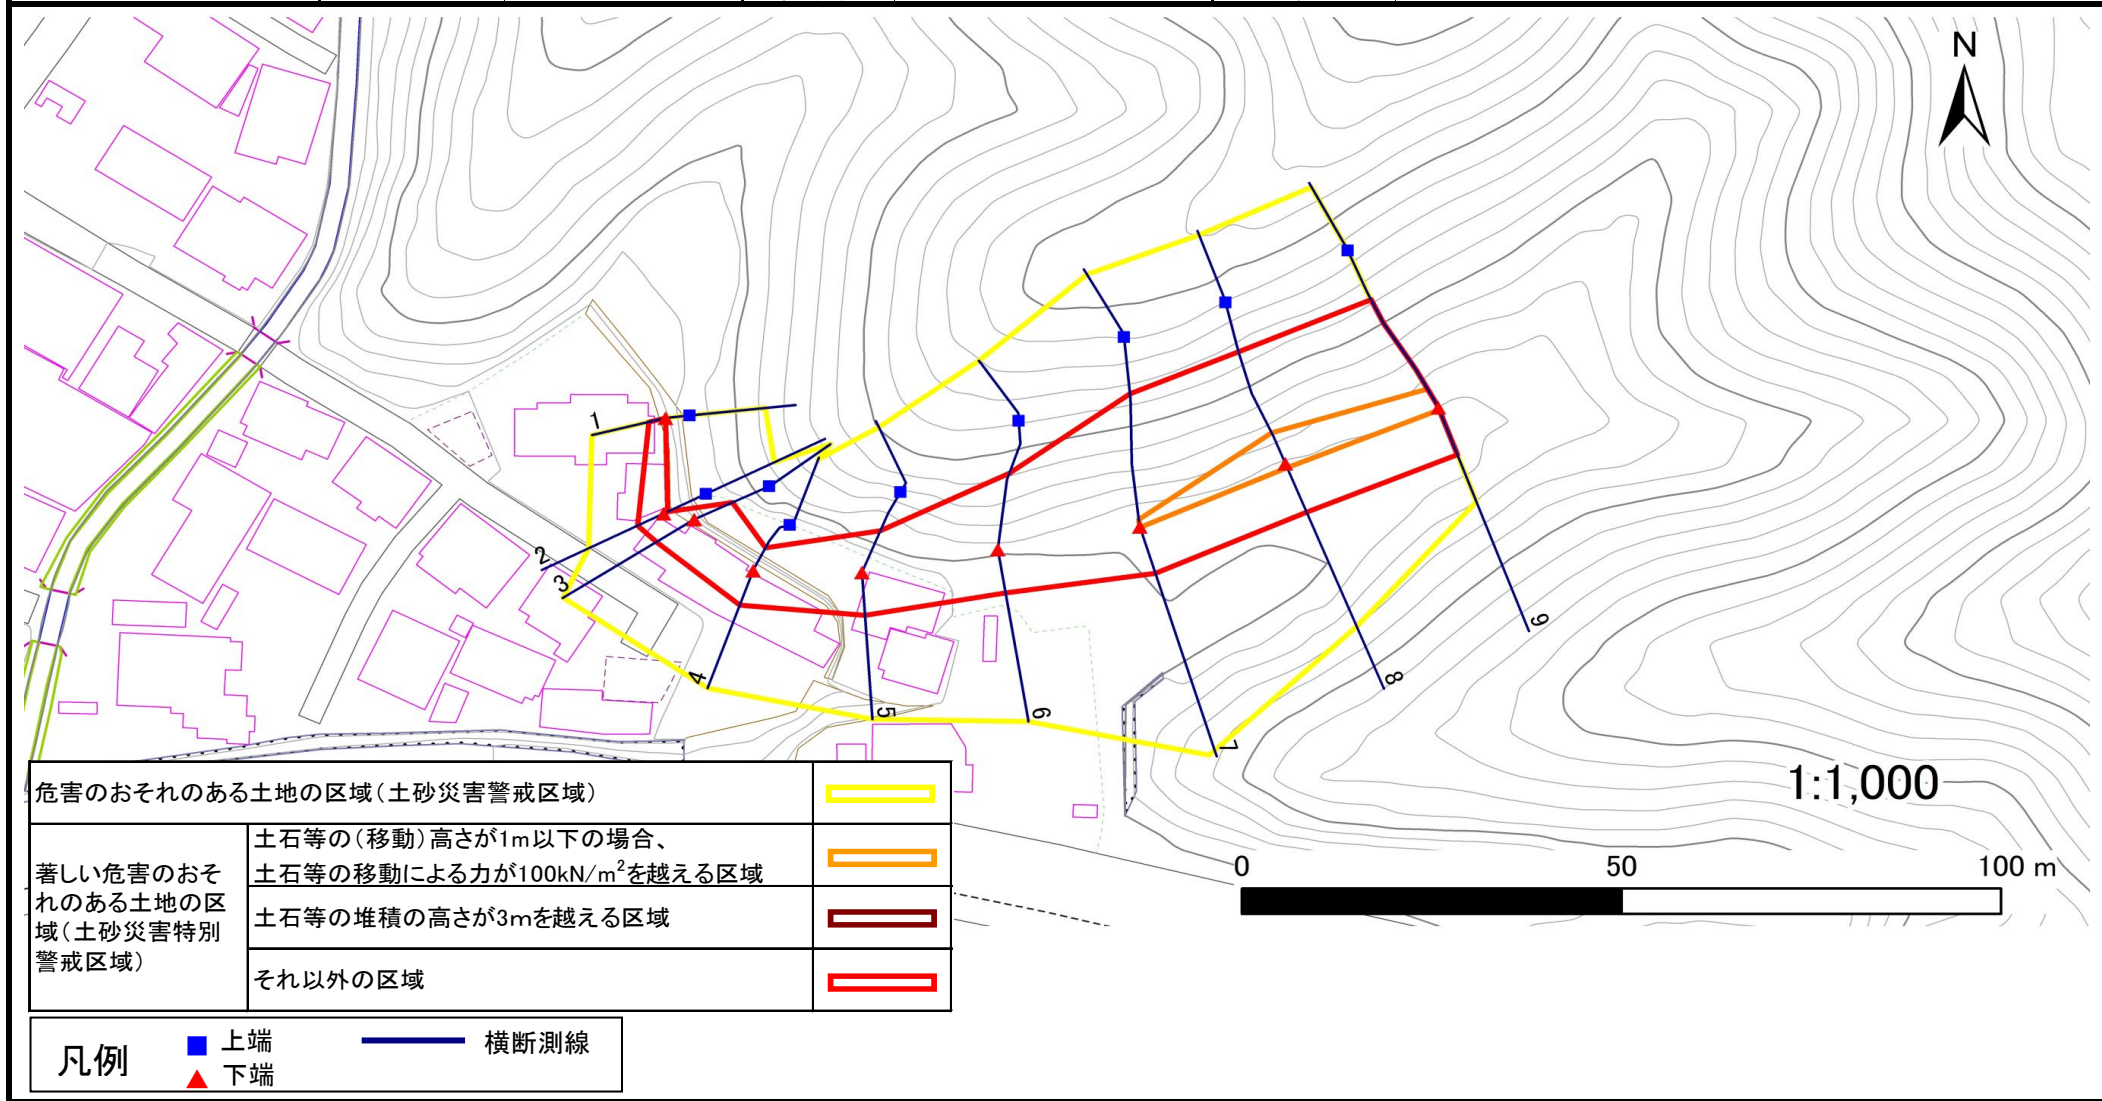 N
1
2
3
4
5
6
7
8
9
1:1,000
0 50 100 m
危害のおそれのある土地の区域(土砂災害警戒区域)
著しい危害のおそ
れのある土地の区
域(土砂災害特別
警戒区域)
土石等の(移動)高さが1m以下の場合、
土石等の移動による力が100kN/m²を越える区域
土石等の堆積の高さが3mを越える区域
それ以外の区域
凡例
上端
下端
横断測線